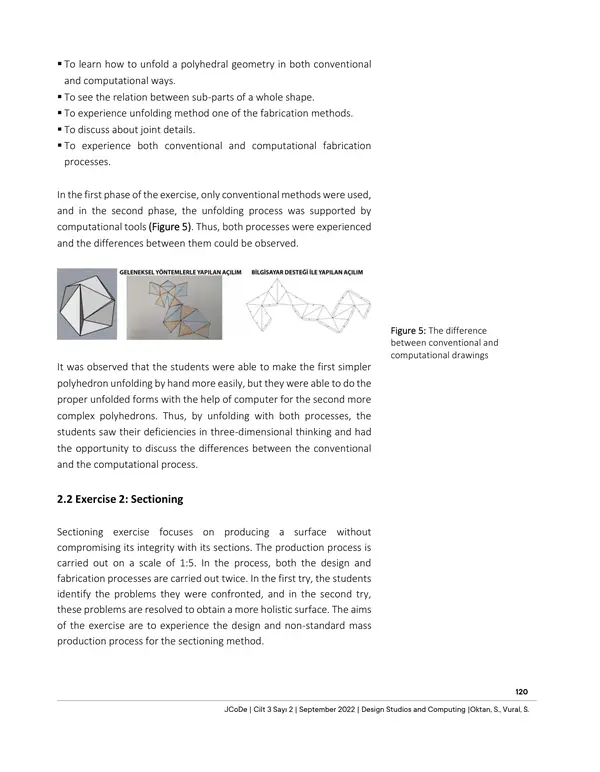 ▪ To learn how to unfold a polyhedral geometry in both conventional
and computational ways.
▪ To see the relation between sub-parts of a whole shape.
▪ To experience unfolding method one of the fabrication methods.
▪ To discuss about joint details.
▪ To experience both conventional and computational fabrication
processes.
In the first phase of the exercise, only conventional methods were used,
and in the second phase, the unfolding process was supported by
computational tools (Figure 5). Thus, both processes were experienced
and the differences between them could be observed.
GELENEKSEL YÖNTEMLERLE YAPILAN AÇILIM
BİLGİSAYAR DESTEĞİ İLE YAPILAN AÇILIM
Figure 5: The difference
between conventional and
computational drawings
It was observed that the students were able to make the first simpler
polyhedron unfolding by hand more easily, but they were able to do the
proper unfolded forms with the help of computer for the second more
complex polyhedrons. Thus, by unfolding with both processes, the
students saw their deficiencies in three-dimensional thinking and had
the opportunity to discuss the differences between the conventional
and the computational process.
2.2 Exercise 2: Sectioning
Sectioning exercise focuses on producing a surface without
compromising its integrity with its sections. The production process is
carried out on a scale of 1:5. In the process, both the design and
fabrication processes are carried out twice. In the first try, the students
identify the problems they were confronted, and in the second try,
these problems are resolved to obtain a more holistic surface. The aims
of the exercise are to experience the design and non-standard mass
production process for the sectioning method.
120
JCoDe | Cilt 3 Sayı 2 | September 2022 | Design Studios and Computing |Oktan, S., Vural, S.